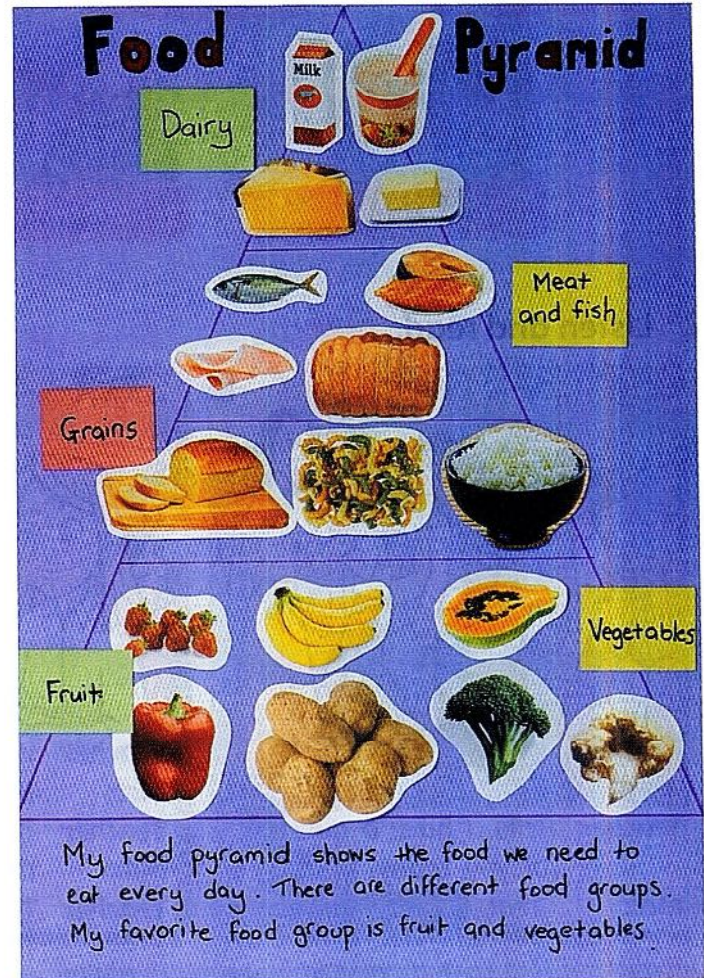 Food Pyramid
Milk
Dairy
Meat
and fish
Grains
Vegetables
Fruit
My food pyramid shows the food we need to
eat every day. There are different food groups.
My favorite food group is fruit and vegetables.